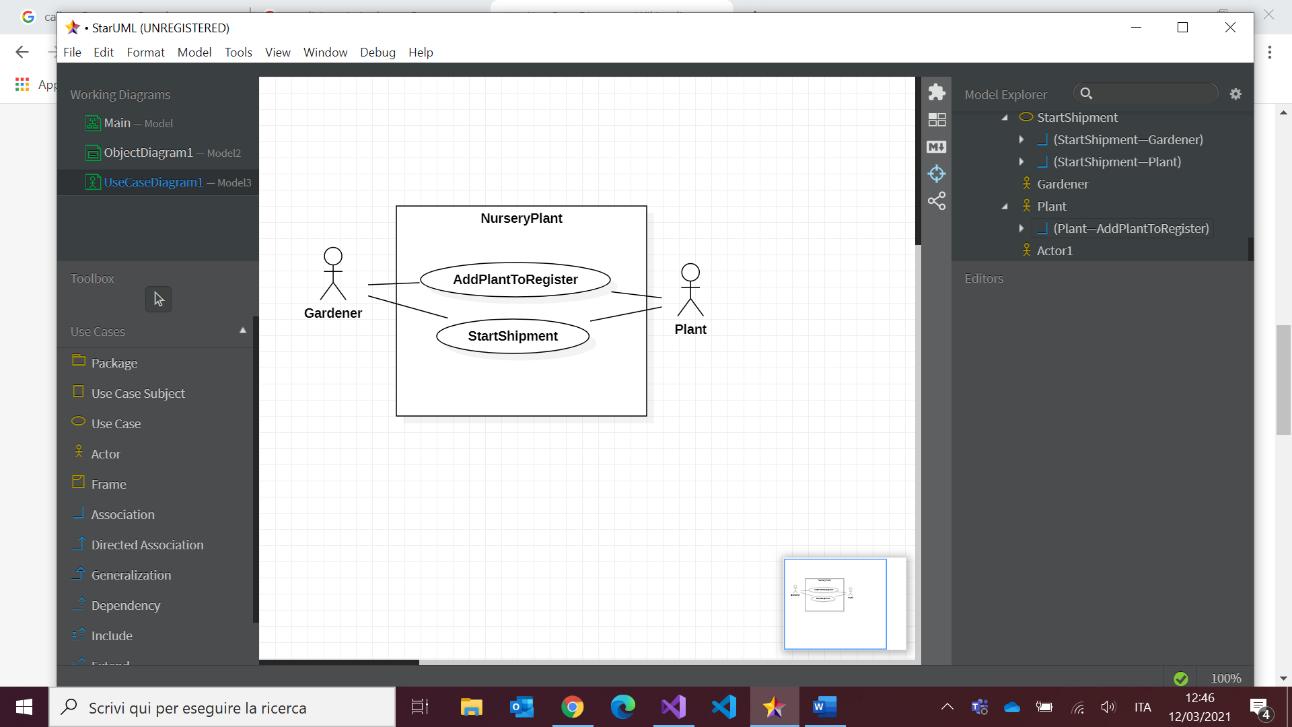 • StarUML (UNREGISTERED)
File Edit Format Model Tools View Window Debug Help
App
Working Diagrams
Main — Model
ObjectDiagram1 — Model2
UseCaseDiagram1 — Model3
Toolbox
Use Cases
Package
Use Case Subject
Use Case
Actor
Frame
Association
Directed Association
Generalization
Dependency
Include
Extend
NurseryPlant
AddPlantToRegister
StartShipment
Gardener
Plant
M
Model Explorer
StartShipment
(StartShipment—Gardener)
(StartShipment—Plant)
Gardener
Plant
(Plant—AddPlantToRegister)
Actor1
Editors
100%
Scrivi qui per eseguire la ricerca
ITA
12:46
12/03/2021
4